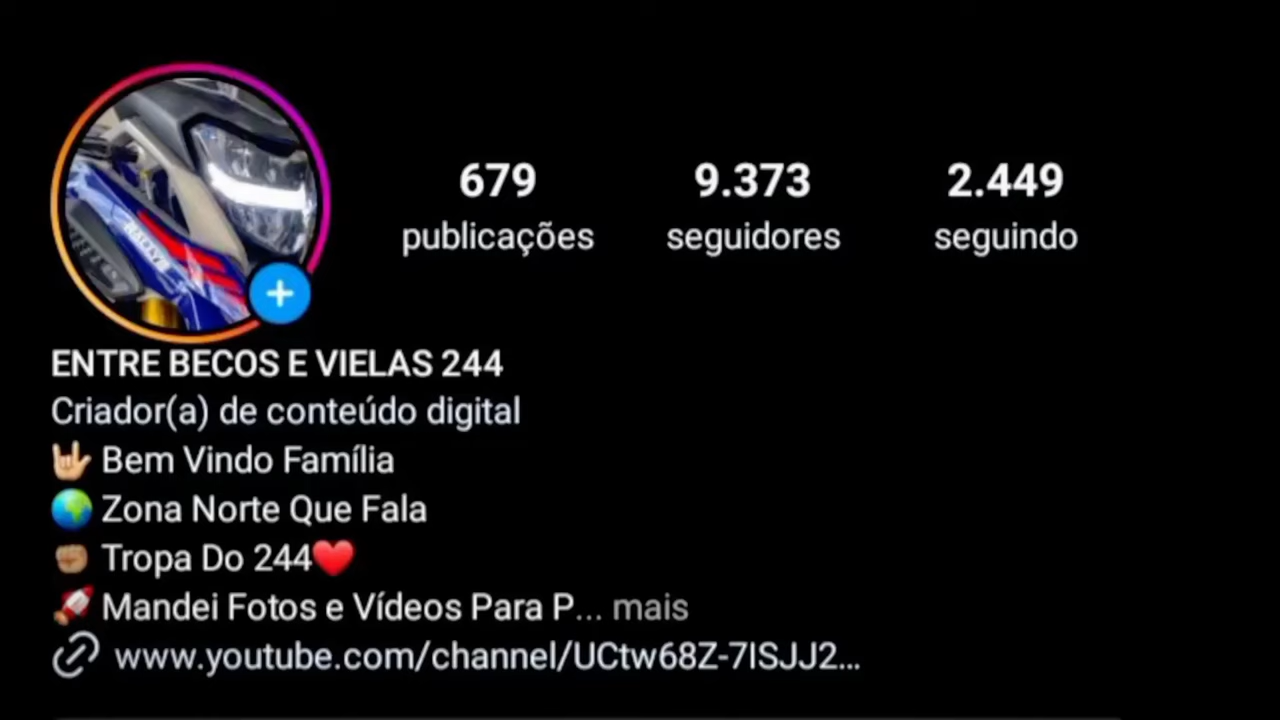 679 9.373 2.449
publicações seguidores seguindo
RALLYE
ENTRE BECOS E VIELAS 244
Criador(a) de conteúdo digital
🤟🏼 Bem Vindo Família
🌍 Zona Norte Que Fala
✊🏽 Tropa Do 244❤️
🚀 Mandei Fotos e Vídeos Para P... mais
www.youtube.com/channel/UCtw68Z-7ISJJ2...